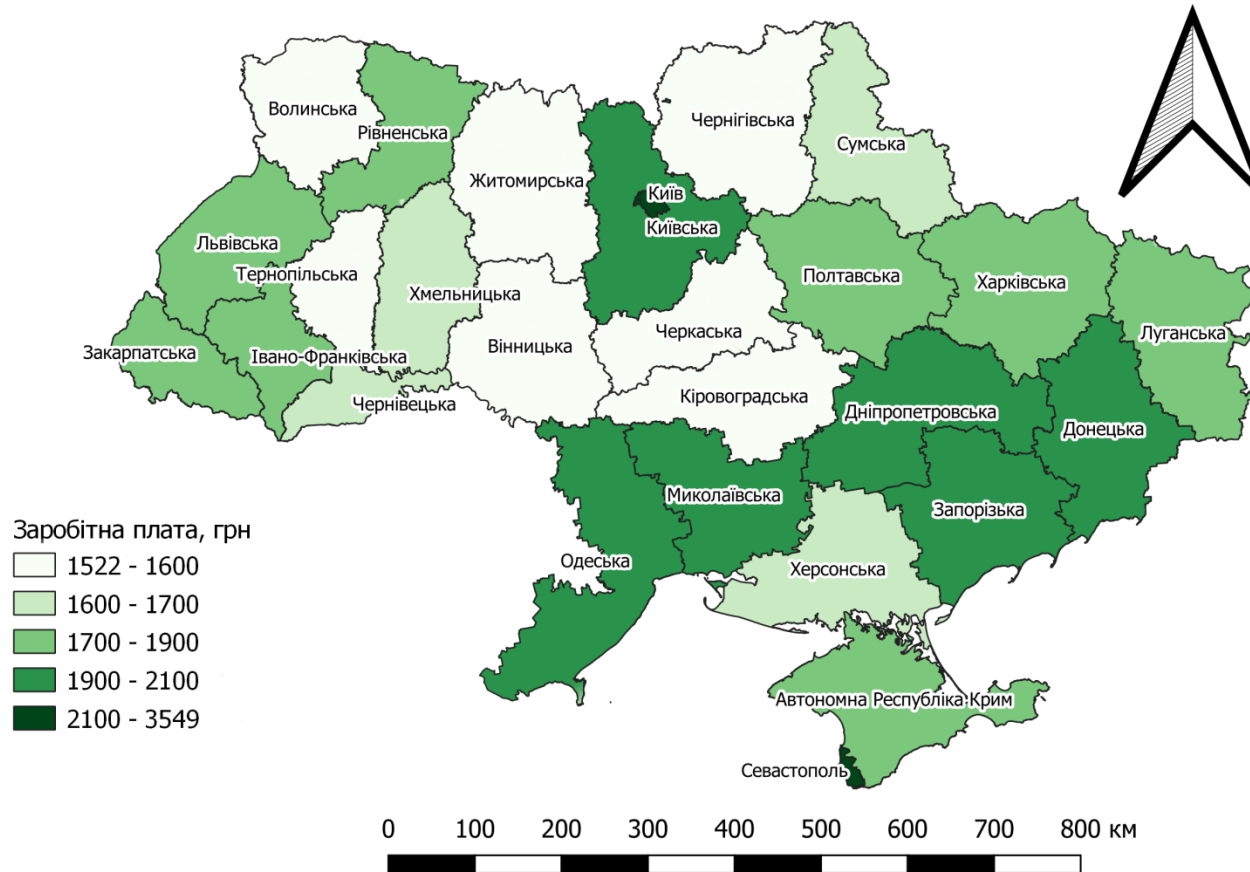 Волинська
Рівненська
Житомирська
Чернігівська
Сумська
Київ
Київська
Львівська
Тернопільська
Хмельницька
Полтавська
Харківська
Луганська
Закарпатська
Івано-Франківська
Вінницька
Черкаська
Чернівецька
Кіровоградська
Дніпропетровська
Донецька
Миколаївська
Запорізька
Одеська
Херсонська
Автономна Республіка Крим
Севастополь
Заробітна плата, грн
1522 - 1600
1600 - 1700
1700 - 1900
1900 - 2100
2100 - 3549
0 100 200 300 400 500 600 700 800 км